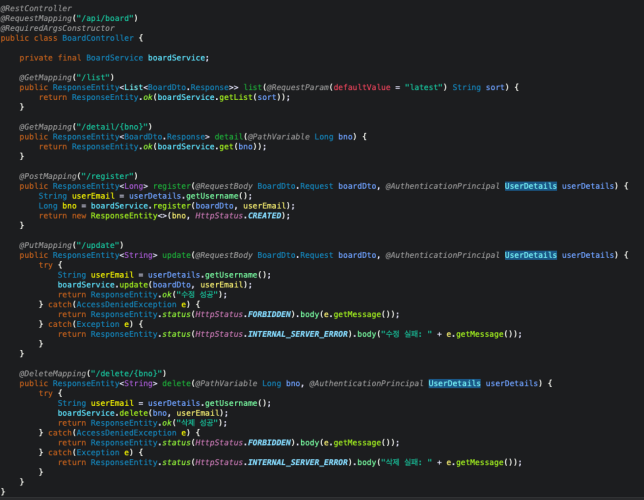 @RestController
@RequestMapping("/api/board")
@RequiredArgsConstructor
public class BoardController {
private final BoardService boardService;
@GetMapping("/list")
public ResponseEntity<List<BoardDto.Response>> list(@RequestParam(defaultValue = "latest") String sort) {
return ResponseEntity.ok(boardService.getList(sort));
}
@GetMapping("/detail/{bno}")
public ResponseEntity<BoardDto.Response> detail(@PathVariable Long bno) {
return ResponseEntity.ok(boardService.get(bno));
}
@PostMapping("/register")
public ResponseEntity<Long> register(@RequestBody BoardDto.Request boardDto, @AuthenticationPrincipal UserDetails userDetails) {
String userEmail = userDetails.getUsername();
Long bno = boardService.register(boardDto, userEmail);
return new ResponseEntity<>(bno, HttpStatus.CREATED);
}
@PutMapping("/update")
public ResponseEntity<String> update(@RequestBody BoardDto.Request boardDto, @AuthenticationPrincipal UserDetails userDetails) {
try {
String userEmail = userDetails.getUsername();
boardService.update(boardDto, userEmail);
return ResponseEntity.ok("수정 성공");
} catch(AccessDeniedException e) {
return ResponseEntity.status(HttpStatus.FORBIDDEN).body(e.getMessage());
} catch(Exception e) {
return ResponseEntity.status(HttpStatus.INTERNAL_SERVER_ERROR).body("수정 실패: " + e.getMessage());
}
}
@DeleteMapping("/delete/{bno}")
public ResponseEntity<String> delete(@PathVariable Long bno, @AuthenticationPrincipal UserDetails userDetails) {
try {
String userEmail = userDetails.getUsername();
boardService.delete(bno, userEmail);
return ResponseEntity.ok("삭제 성공");
} catch(AccessDeniedException e) {
return ResponseEntity.status(HttpStatus.FORBIDDEN).body(e.getMessage());
} catch(Exception e) {
return ResponseEntity.status(HttpStatus.INTERNAL_SERVER_ERROR).body("삭제 실패: " + e.getMessage());
}
}
}